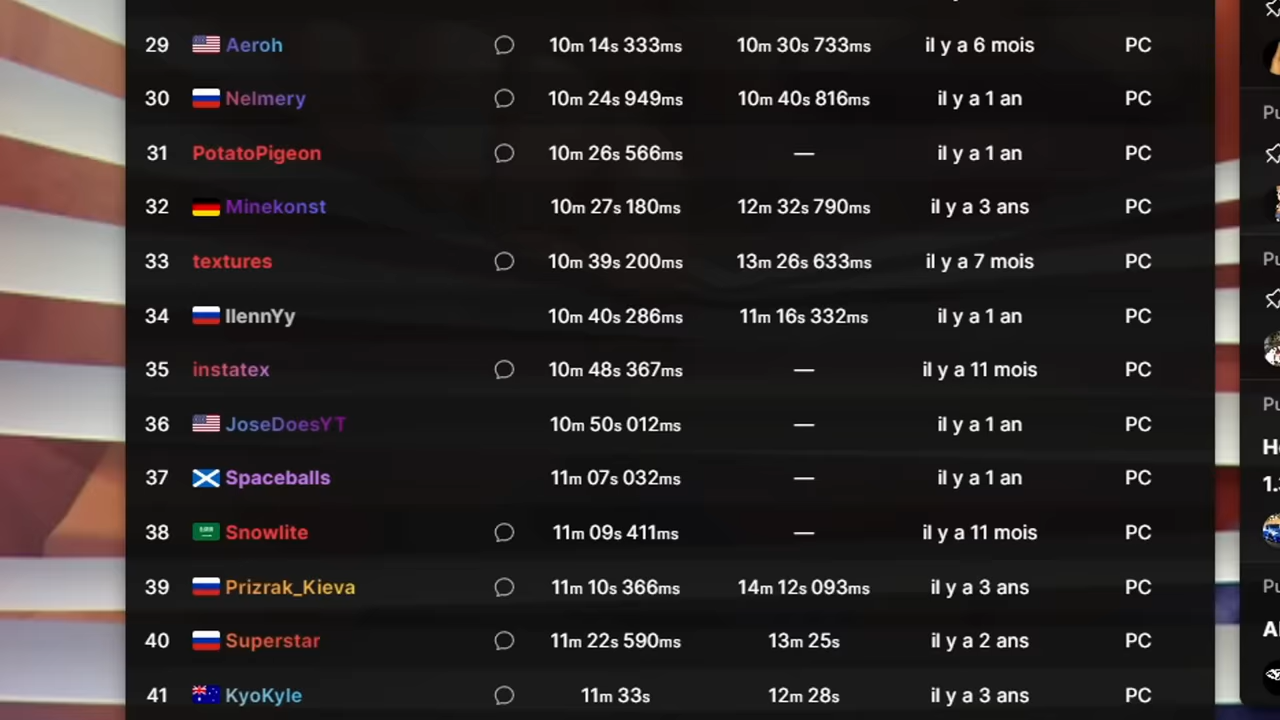 29 Aeroh 10m 14s 333ms 10m 30s 733ms il y a 6 mois PC
30 Nelmery 10m 24s 949ms 10m 40s 816ms il y a 1 an PC
Pu
31 PotatoPigeon 10m 26s 566ms — il y a 1 an PC
32 Minekonst 10m 27s 180ms 12m 32s 790ms il y a 3 ans PC
33 textures 10m 39s 200ms 13m 26s 633ms il y a 7 mois PC
Pu
34 IlennYy 10m 40s 286ms 11m 16s 332ms il y a 1 an PC
35 instatex 10m 48s 367ms — il y a 11 mois PC
Pu
36 JoseDoesYT 10m 50s 012ms — il y a 1 an PC
37 Spaceballs 11m 07s 032ms — il y a 1 an PC
38 Snowlite 11m 09s 411ms — il y a 11 mois PC
39 Prizrak_Kieva 11m 10s 366ms 14m 12s 093ms il y a 3 ans PC
Pu
40 Superstar 11m 22s 590ms 13m 25s il y a 2 ans PC
41 KyoKyle 11m 33s 12m 28s il y a 3 ans PC